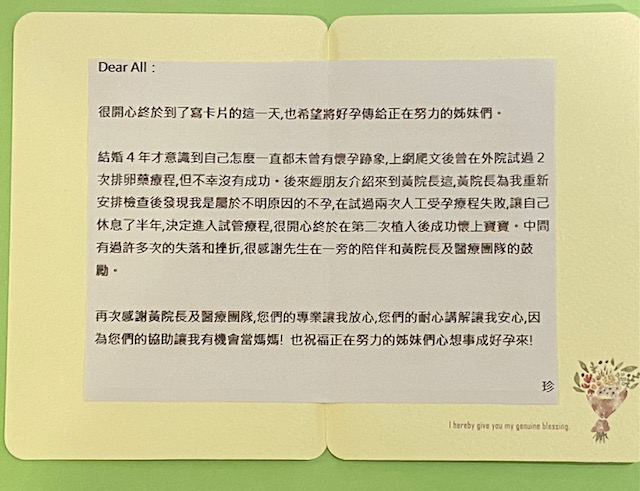 Dear All：
很開心終於到了寫卡片的這一天,也希望將好孕傳給正在努力的姊妹們。
結婚４年才意識到自己怎麼一直都未曾有懷孕跡象,上網爬文後曾在外院試過２
次排卵藥療程,但不幸沒有成功。後來經朋友介紹來到黃院長這,黃院長為我重新
安排檢查後發現我是屬於不明原因的不孕,在試過兩次人工受孕療程失敗,讓自己
休息了半年,決定進入試管療程,很開心終於在第二次植入後成功懷上寶寶。中間
有過許多次的失落和挫折,很感謝先生在一旁的陪伴和黃院長及醫療團隊的鼓
勵。
再次感謝黃院長及醫療團隊,您們的專業讓我放心,您們的耐心講解讓我安心,因
為您們的協助讓我有機會當媽媽! 也祝福正在努力的姊妹們心想事成好孕來!
珍
I hereby give you my genuine blessing.